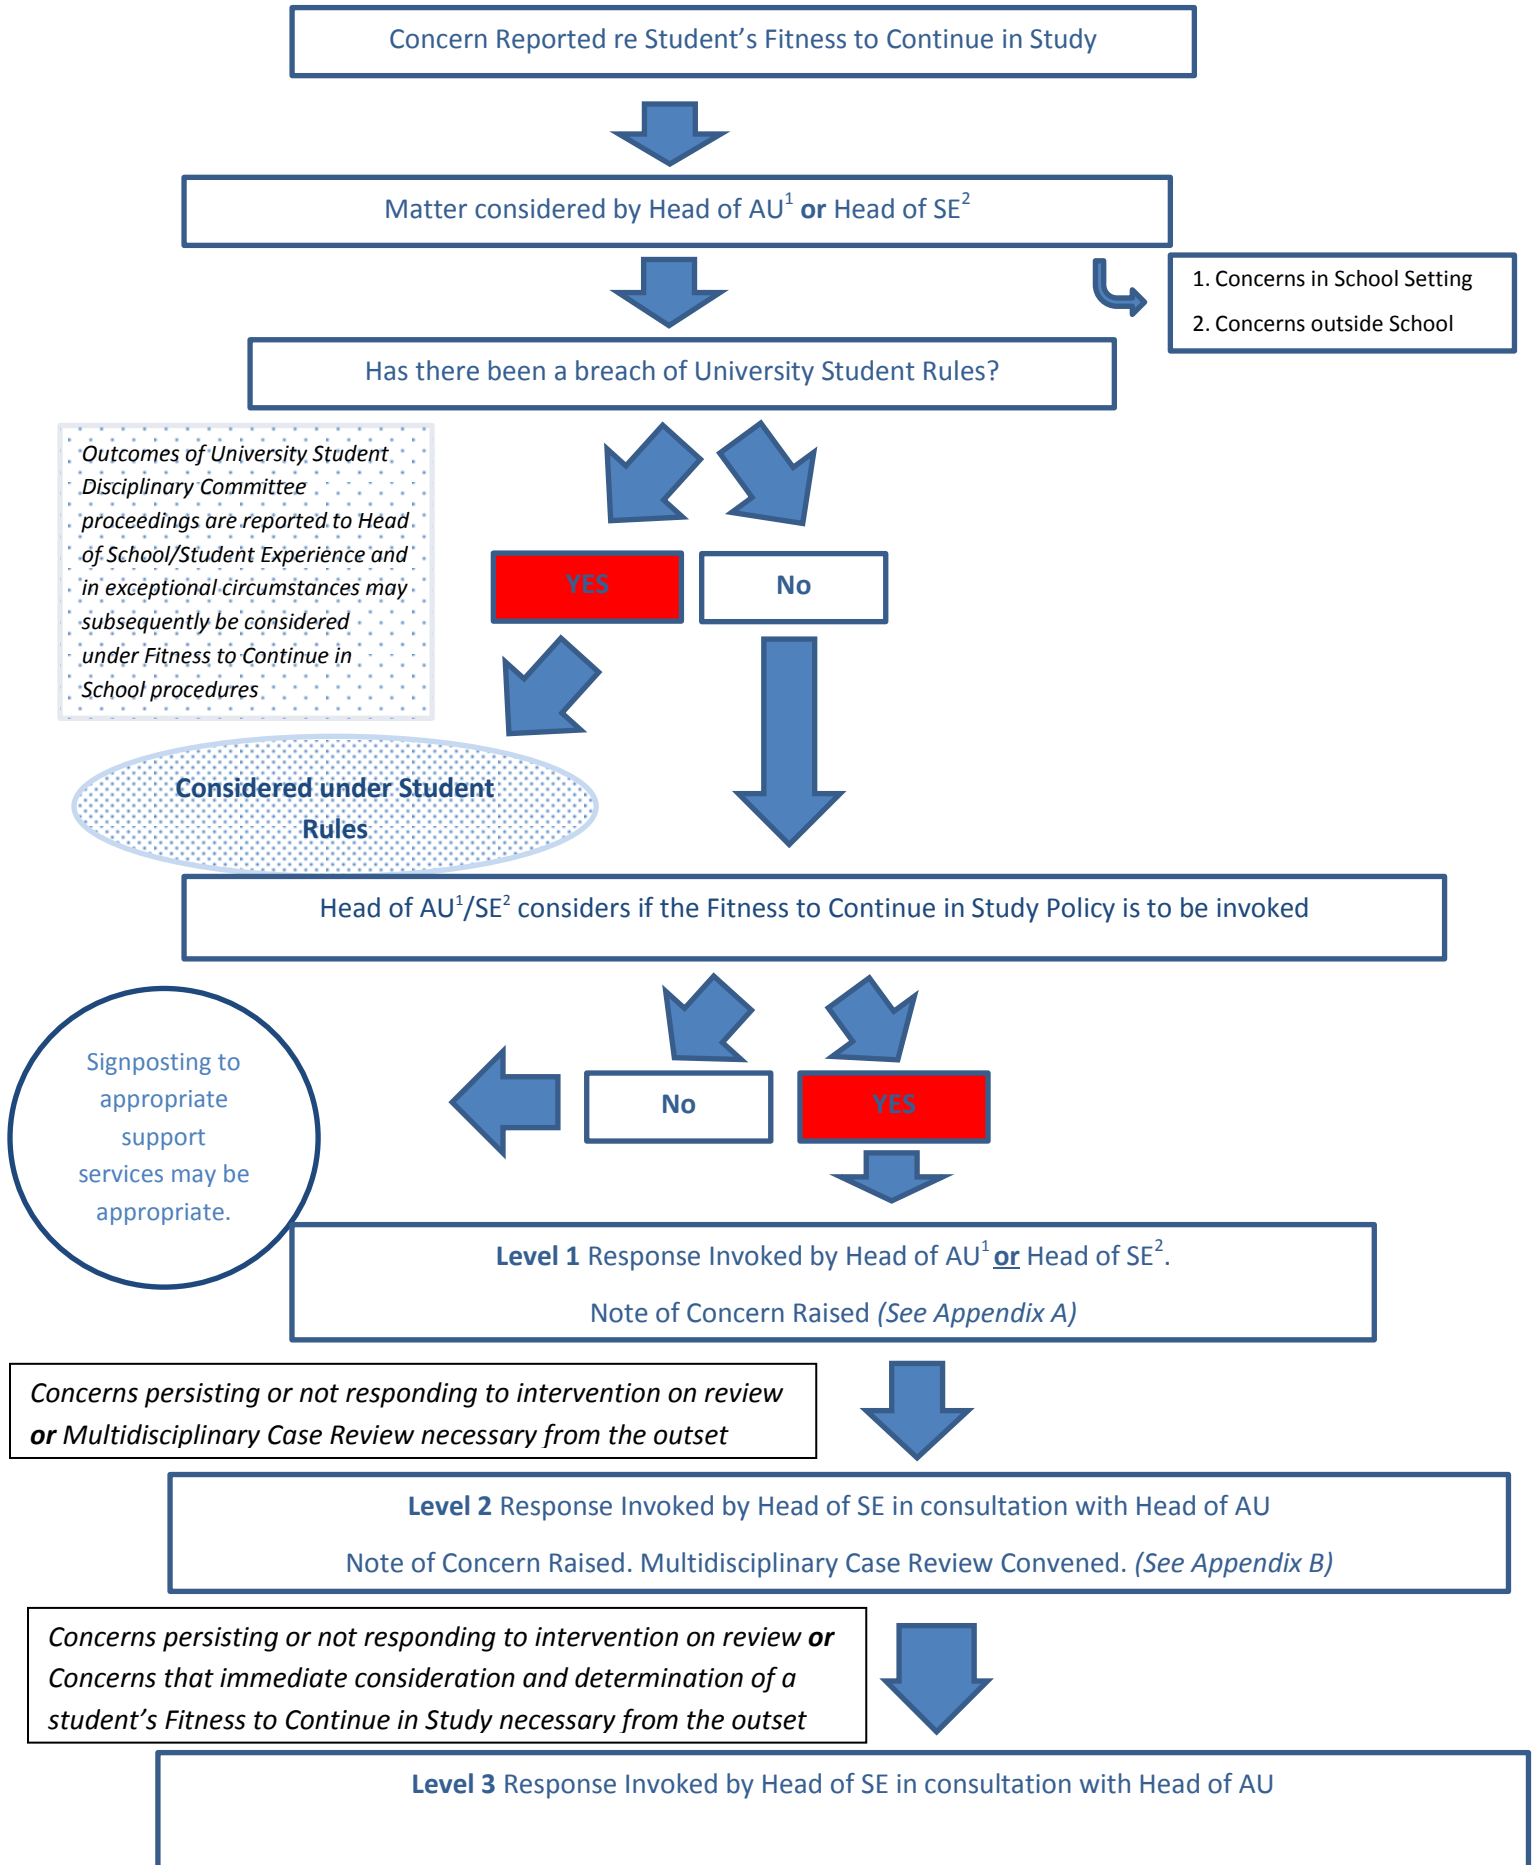 Concern Reported re Student’s Fitness to Continue in Study
Matter considered by Head of AU¹ or Head of SE²
1. Concerns in School Setting
2. Concerns outside School
Has there been a breach of University Student Rules?
Outcomes of University Student
Disciplinary Committee
proceedings are reported to Head
of School/Student Experience and
in exceptional circumstances may
subsequently be considered
under Fitness to Continue in
School procedures
YES
No
Considered under Student
Rules
Head of AU¹/SE² considers if the Fitness to Continue in Study Policy is to be invoked
Signposting to
appropriate
support
services may be
appropriate.
No
YES
Level 1 Response Invoked by Head of AU¹ or Head of SE².
Note of Concern Raised (See Appendix A)
Concerns persisting or not responding to intervention on review
or Multidisciplinary Case Review necessary from the outset
Level 2 Response Invoked by Head of SE in consultation with Head of AU
Note of Concern Raised. Multidisciplinary Case Review Convened. (See Appendix B)
Concerns persisting or not responding to intervention on review or
Concerns that immediate consideration and determination of a
student’s Fitness to Continue in Study necessary from the outset
Level 3 Response Invoked by Head of SE in consultation with Head of AU